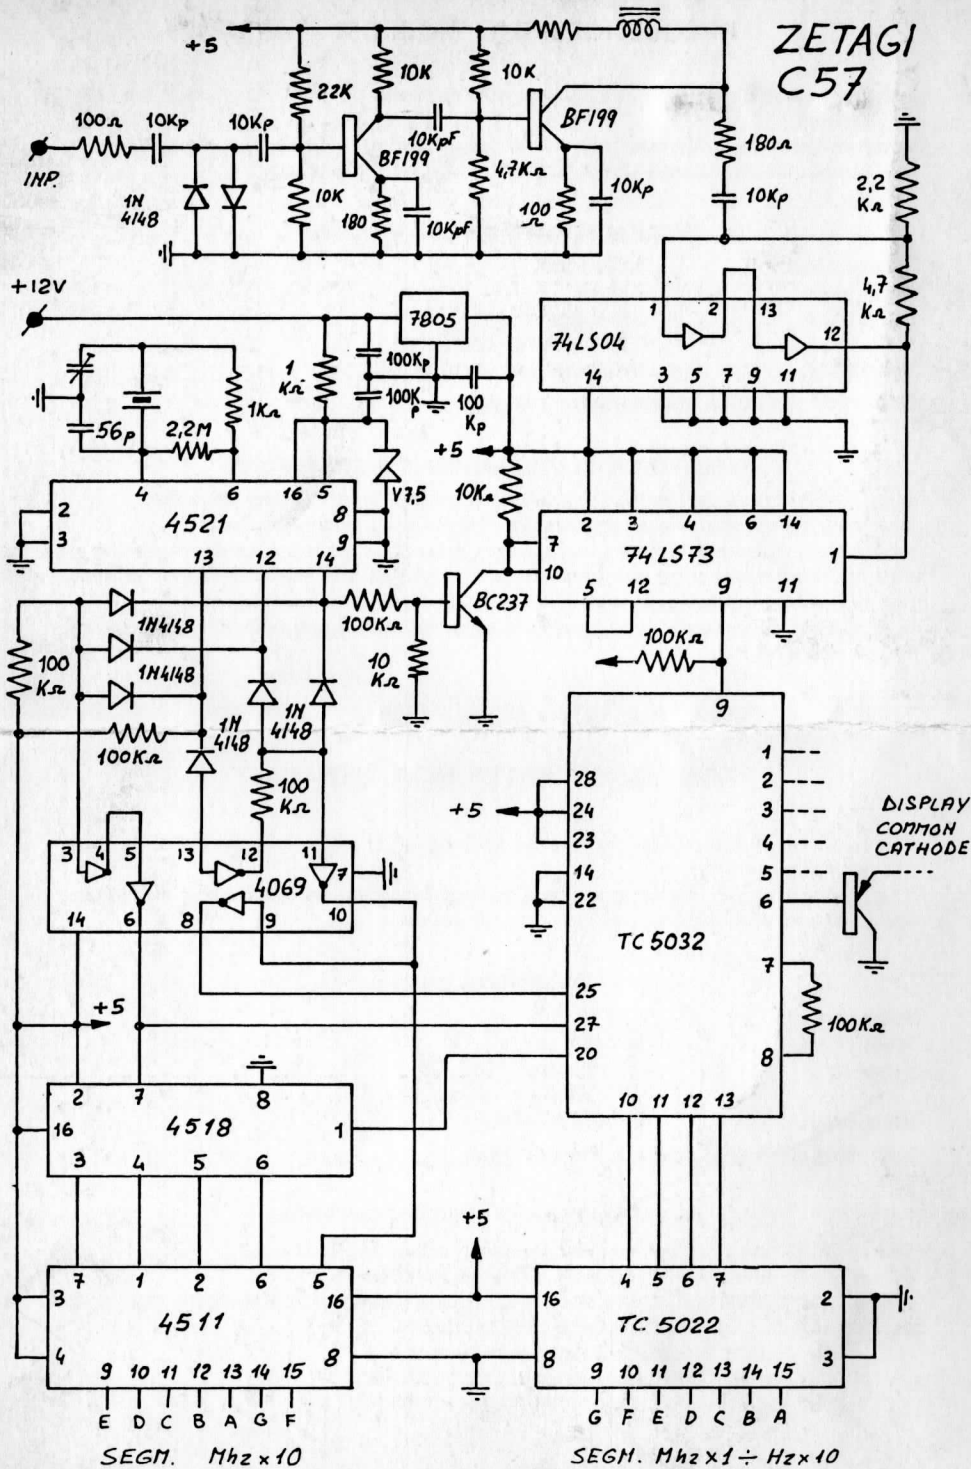 ZETAGI
C57
+5
22K
10K
10K
100Ω
10Kp
10Kp
10KpF
BF199
BF199
180Ω
INP.
1N
4148
10K
180
10KpF
4,7KΩ
100
Ω
10Kp
10Kp
2,2
KΩ
+12V
7805
4,7
KΩ
1 2 13
74LS04
12
14 3 5 7 9 11
1
KΩ
100Kp
100K
p
100
Kp
56p
2,2M
1KΩ
+5
4 6 16 5
V7,5
10KΩ
2
3
4521
8
9
13 12 14
2 3 4 6 14
7
10
74LS73
1
5 12 9 11
100KΩ
BC237
1N4148
1N4148
100
KΩ
10
KΩ
100KΩ
100KΩ
1N
4148
1N
4148
100
KΩ
9
1
2
3
4
5
6
7
8
28
24
23
14
22
+5
TC 5032
25
27
20
10 11 12 13
DISPLAY
COMMON
CATHODE
100KΩ
3 4 5 13 12 11
4069
7
10
14 6 8 9
+5
2 7 8
16
4518
1
3 4 5 6
+5
7 1 2 6 5
3
4
4511
16
8
9 10 11 12 13 14 15
E D C B A G F
SEGM. Mhz x 10
4 5 6 7
16
8
TC 5022
2
3
9 10 11 12 13 14 15
G F E D C B A
SEGM. Mhz x 1 ÷ Hz x 10